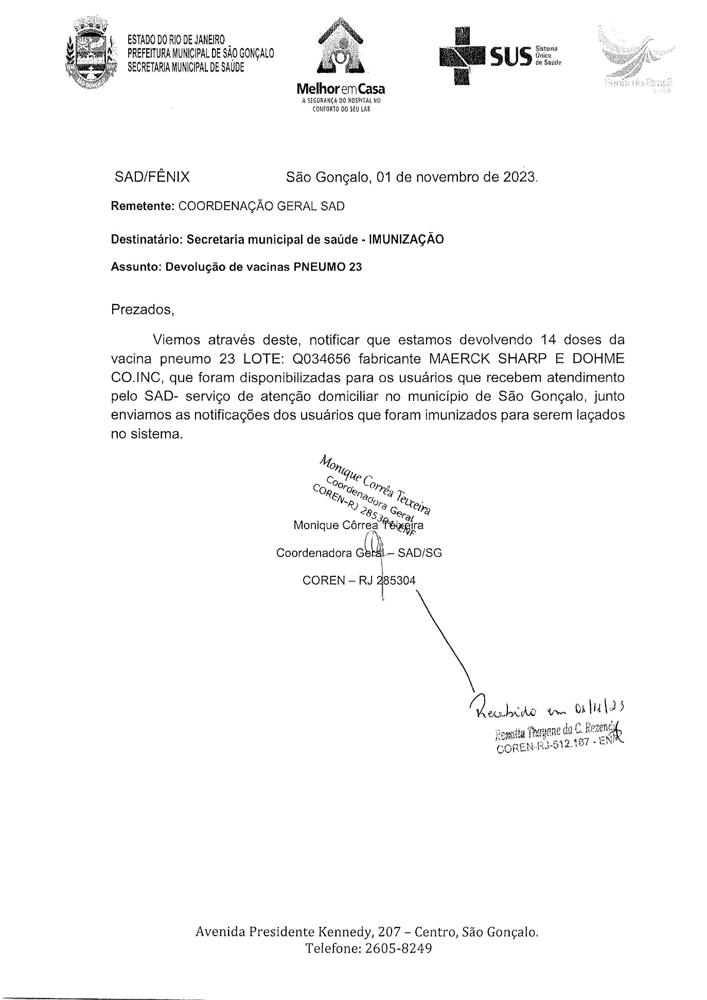 ESTADO DO RIO DE JANEIRO
PREFEITURA MUNICIPAL DE SÃO GONÇALO
SECRETARIA MUNICIPAL DE SAÚDE
Melhor em Casa
A SEGURANÇA DO HOSPITAL NO
CONFORTO DO SEU LAR
SUS Sistema
Único
de Saúde
Fenix do Brasil
SAD/FÊNIX São Gonçalo, 01 de novembro de 2023.
Remetente: COORDENAÇÃO GERAL SAD
Destinatário: Secretaria municipal de saúde - IMUNIZAÇÃO
Assunto: Devolução de vacinas PNEUMO 23
Prezados,
Viemos através deste, notificar que estamos devolvendo 14 doses da
vacina pneumo 23 LOTE: Q034656 fabricante MAERCK SHARP E DOHME
CO.INC, que foram disponibilizadas para os usuários que recebem atendimento
pelo SAD- serviço de atenção domiciliar no município de São Gonçalo, junto
enviamos as notificações dos usuários que foram imunizados para serem laçados
no sistema.
Monique Corrêa Teixeira
Coordenadora Geral
COREN-RJ 285304-ENF
Monique Côrrea Teixeira
Coordenadora Geral – SAD/SG
COREN – RJ 285304
Recebido em 01/11/23
Renatta Thayane da C. Rezende
COREN-RJ-512.187 - ENF
Avenida Presidente Kennedy, 207 – Centro, São Gonçalo.
Telefone: 2605-8249